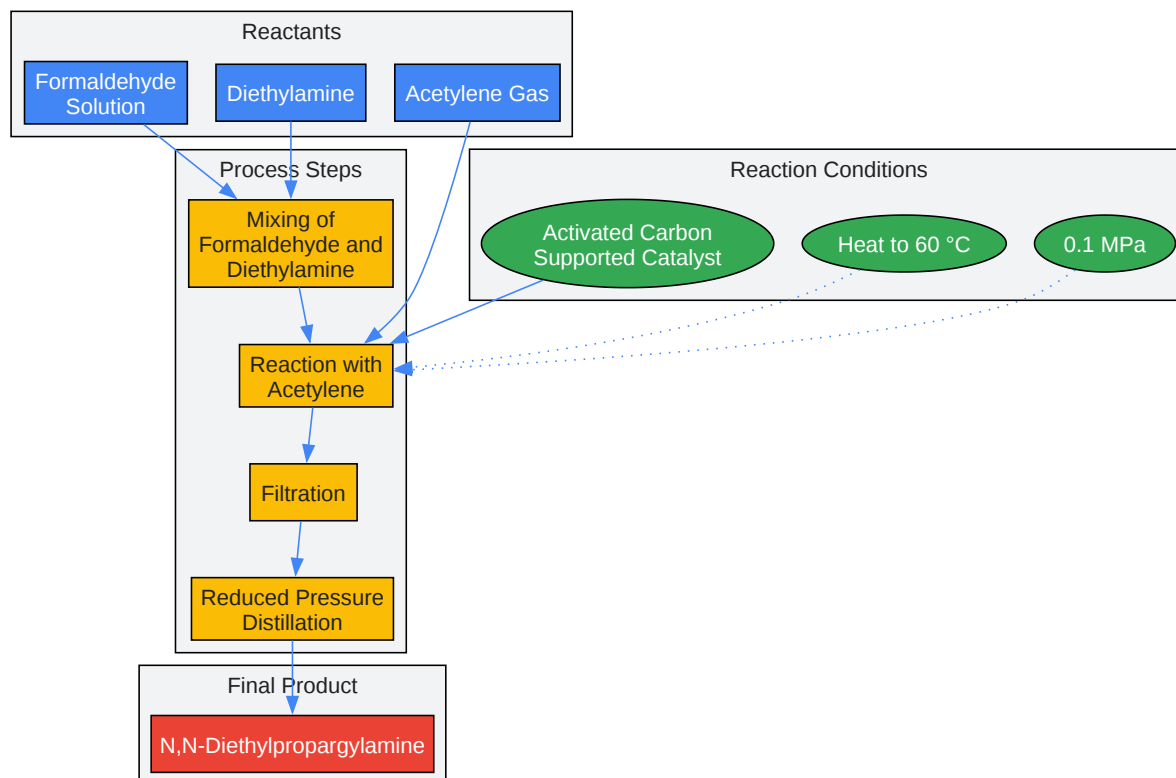 Reactants
Formaldehyde
Solution
Diethylamine
Acetylene Gas
Process Steps
Reaction Conditions
Mixing of
Formaldehyde and
Diethylamine
Activated Carbon
Supported Catalyst
Heat to 60 °C
0.1 MPa
Reaction with
Acetylene
Filtration
Reduced Pressure
Distillation
Final Product
N,N-Diethylpropargylamine